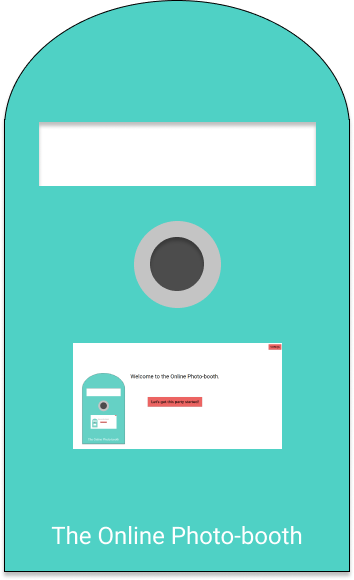 Welcome to the Online Photo-booth.
Let's get this party started!
The Online Photo-booth
The Online Photo-booth